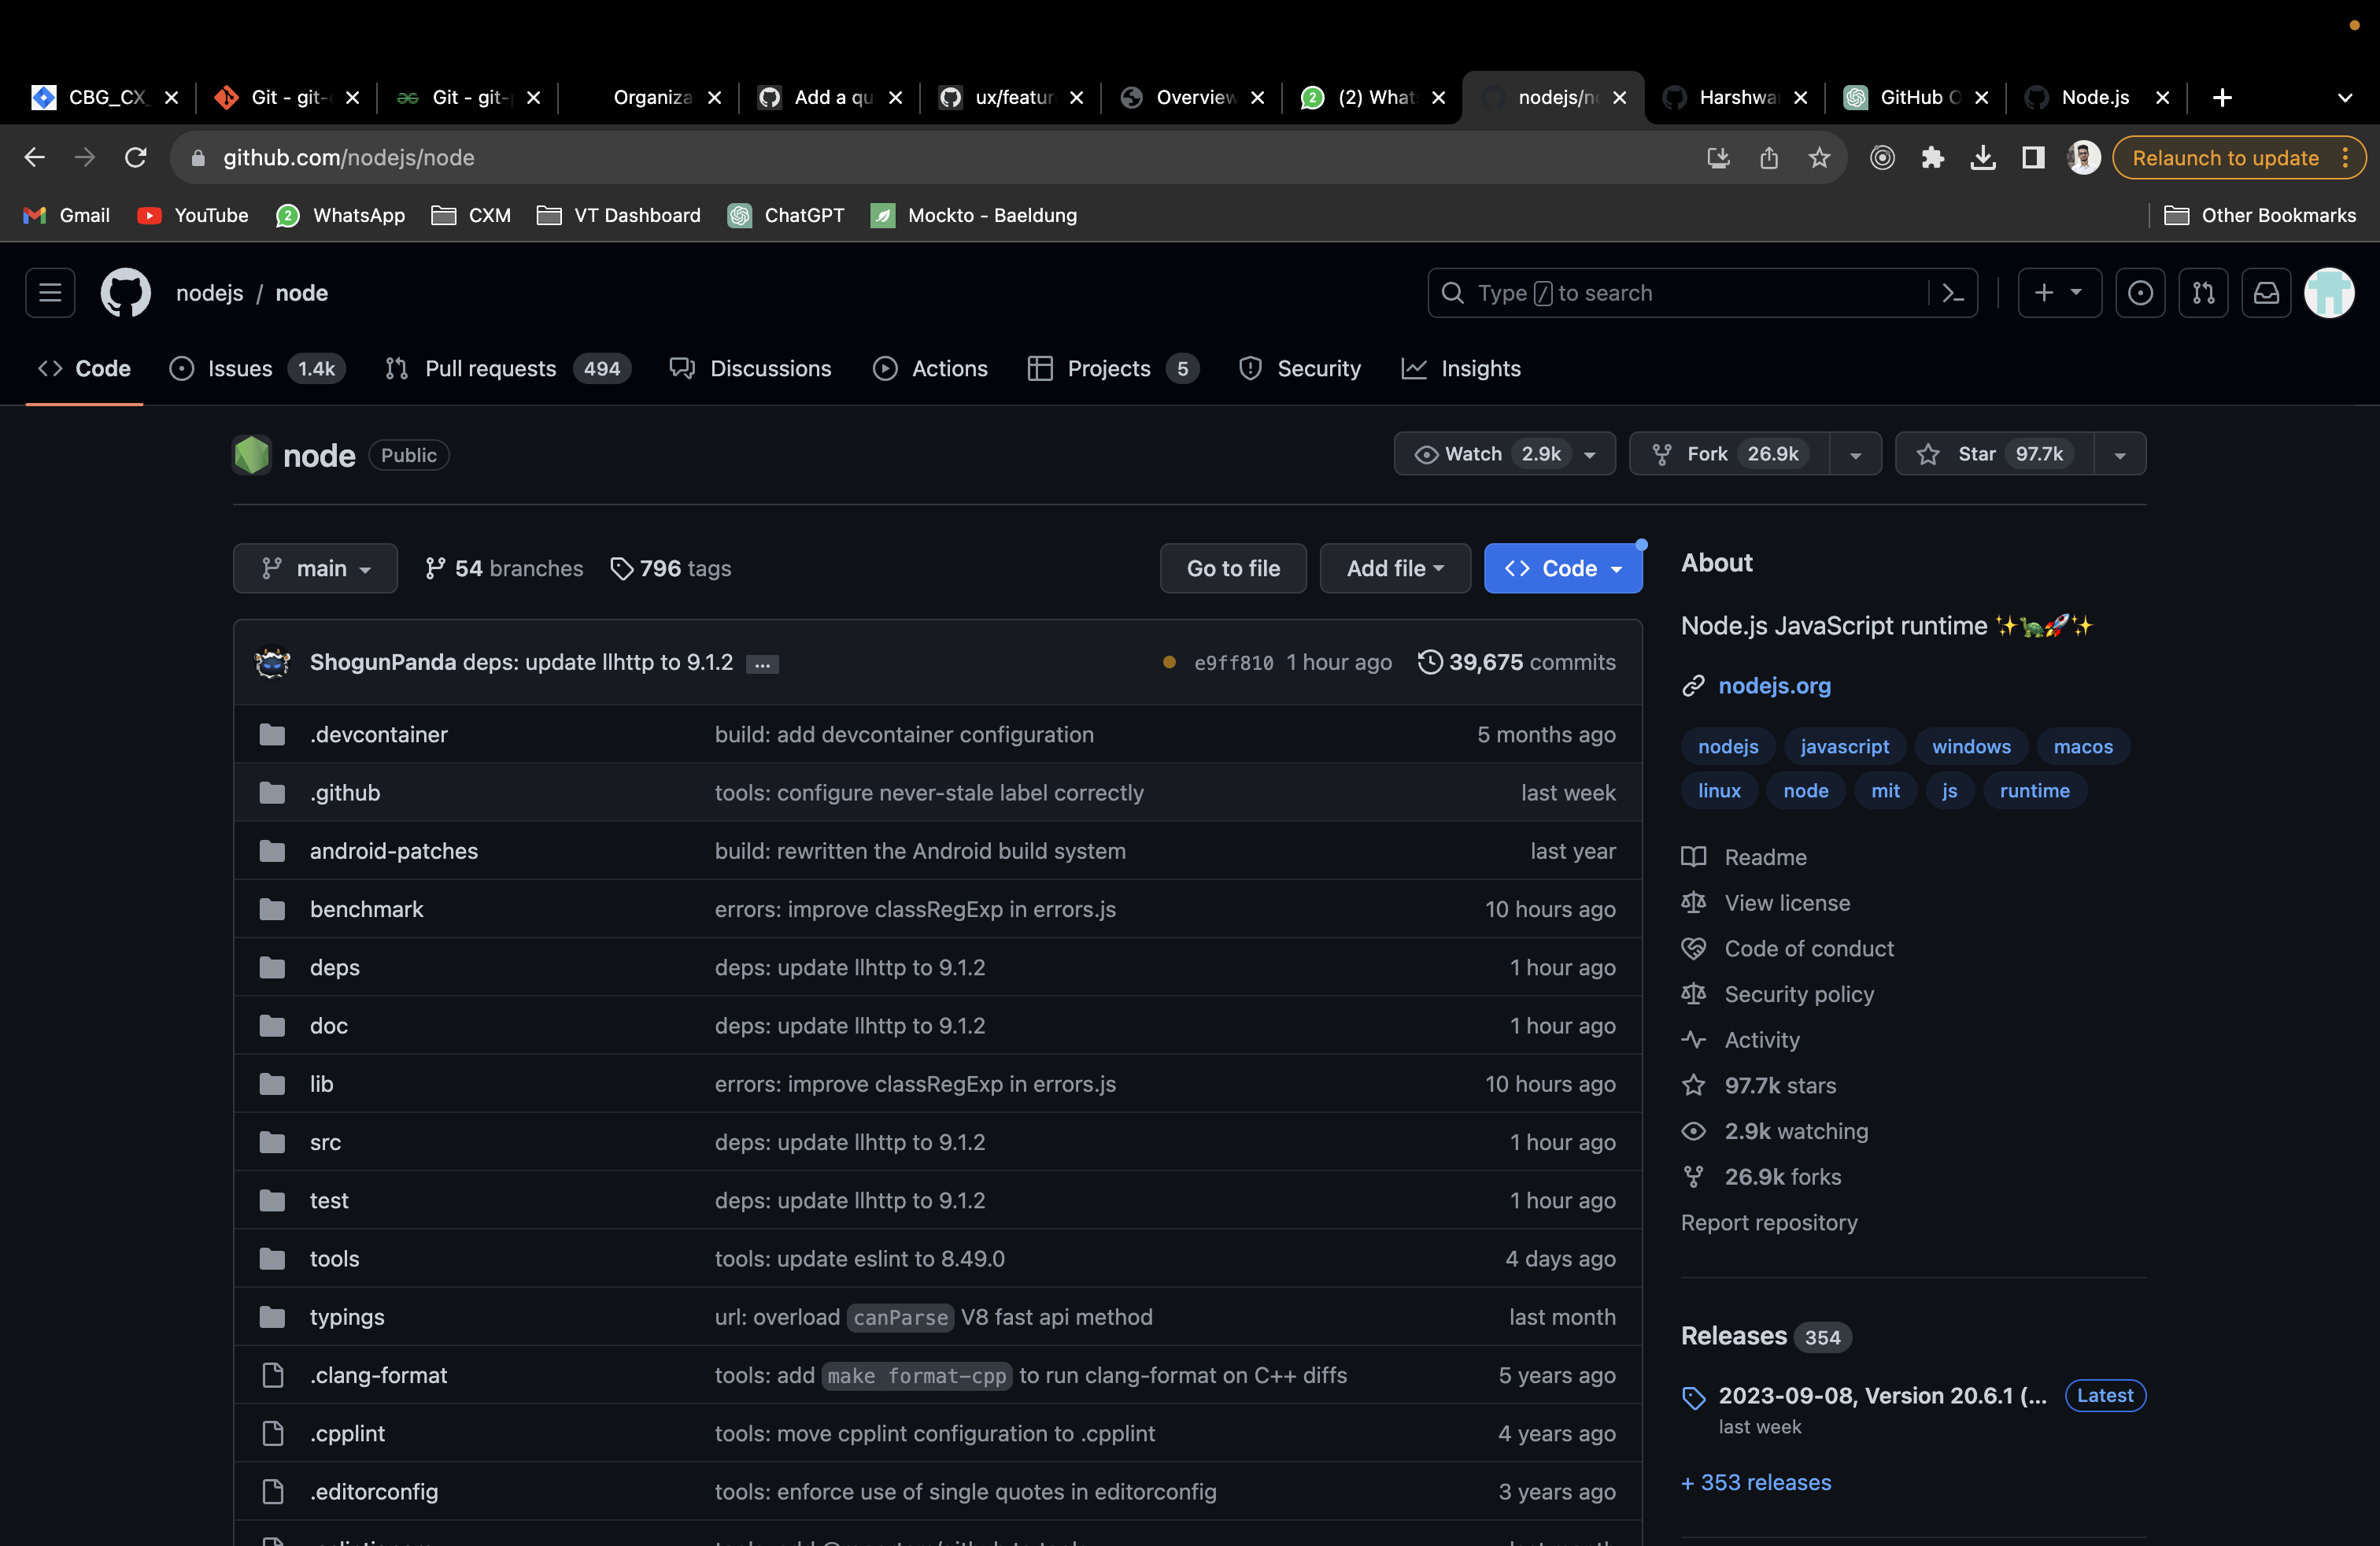 CBG_CX_ Git - git- Git - git- Organiza Add a qu ux/featur Overview (2) What nodejs/n Harshwa GitHub Node.js
github.com/nodejs/node Relaunch to update
Gmail YouTube 2 WhatsApp CXM VT Dashboard ChatGPT Mockto - Baeldung Other Bookmarks
nodejs / node Type / to search
Code Issues 1.4k Pull requests 494 Discussions Actions Projects 5 Security Insights
node Public Watch 2.9k Fork 26.9k Star 97.7k
main 54 branches 796 tags Go to file Add file Code
ShogunPanda deps: update llhttp to 9.1.2 ... e9ff810 1 hour ago 39,675 commits
.devcontainer build: add devcontainer configuration 5 months ago
.github tools: configure never-stale label correctly last week
android-patches build: rewritten the Android build system last year
benchmark errors: improve classRegExp in errors.js 10 hours ago
deps deps: update llhttp to 9.1.2 1 hour ago
doc deps: update llhttp to 9.1.2 1 hour ago
lib errors: improve classRegExp in errors.js 10 hours ago
src deps: update llhttp to 9.1.2 1 hour ago
test deps: update llhttp to 9.1.2 1 hour ago
tools tools: update eslint to 8.49.0 4 days ago
typings url: overload canParse V8 fast api method last month
.clang-format tools: add make format-cpp to run clang-format on C++ diffs 5 years ago
.cpplint tools: move cpplint configuration to .cpplint 4 years ago
.editorconfig tools: enforce use of single quotes in editorconfig 3 years ago
About
Node.js JavaScript runtime ✨🐢🚀✨
nodejs.org
nodejs javascript windows macos
linux node mit js runtime
Readme
View license
Code of conduct
Security policy
Activity
97.7k stars
2.9k watching
26.9k forks
Report repository
Releases 354
2023-09-08, Version 20.6.1 (... Latest
last week
+ 353 releases